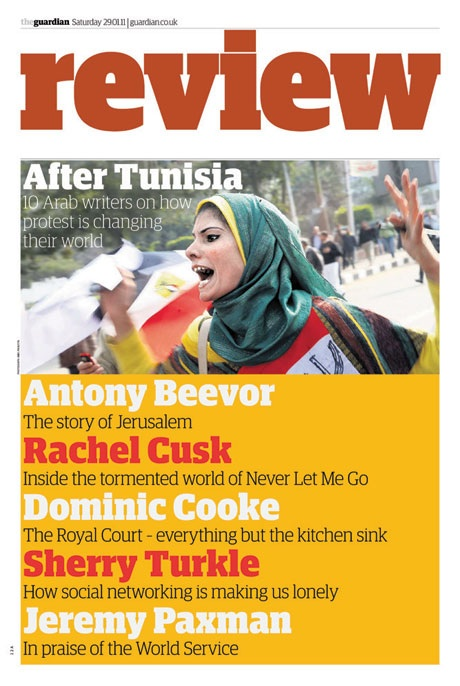 theguardian Saturday 29.01.11 | guardian.co.uk
review
After Tunisia
10 Arab writers on how
protest is changing
their world
Antony Beevor
The story of Jerusalem
Rachel Cusk
Inside the tormented world of Never Let Me Go
Dominic Cooke
The Royal Court - everything but the kitchen sink
Sherry Turkle
How social networking is making us lonely
Jeremy Paxman
In praise of the World Service